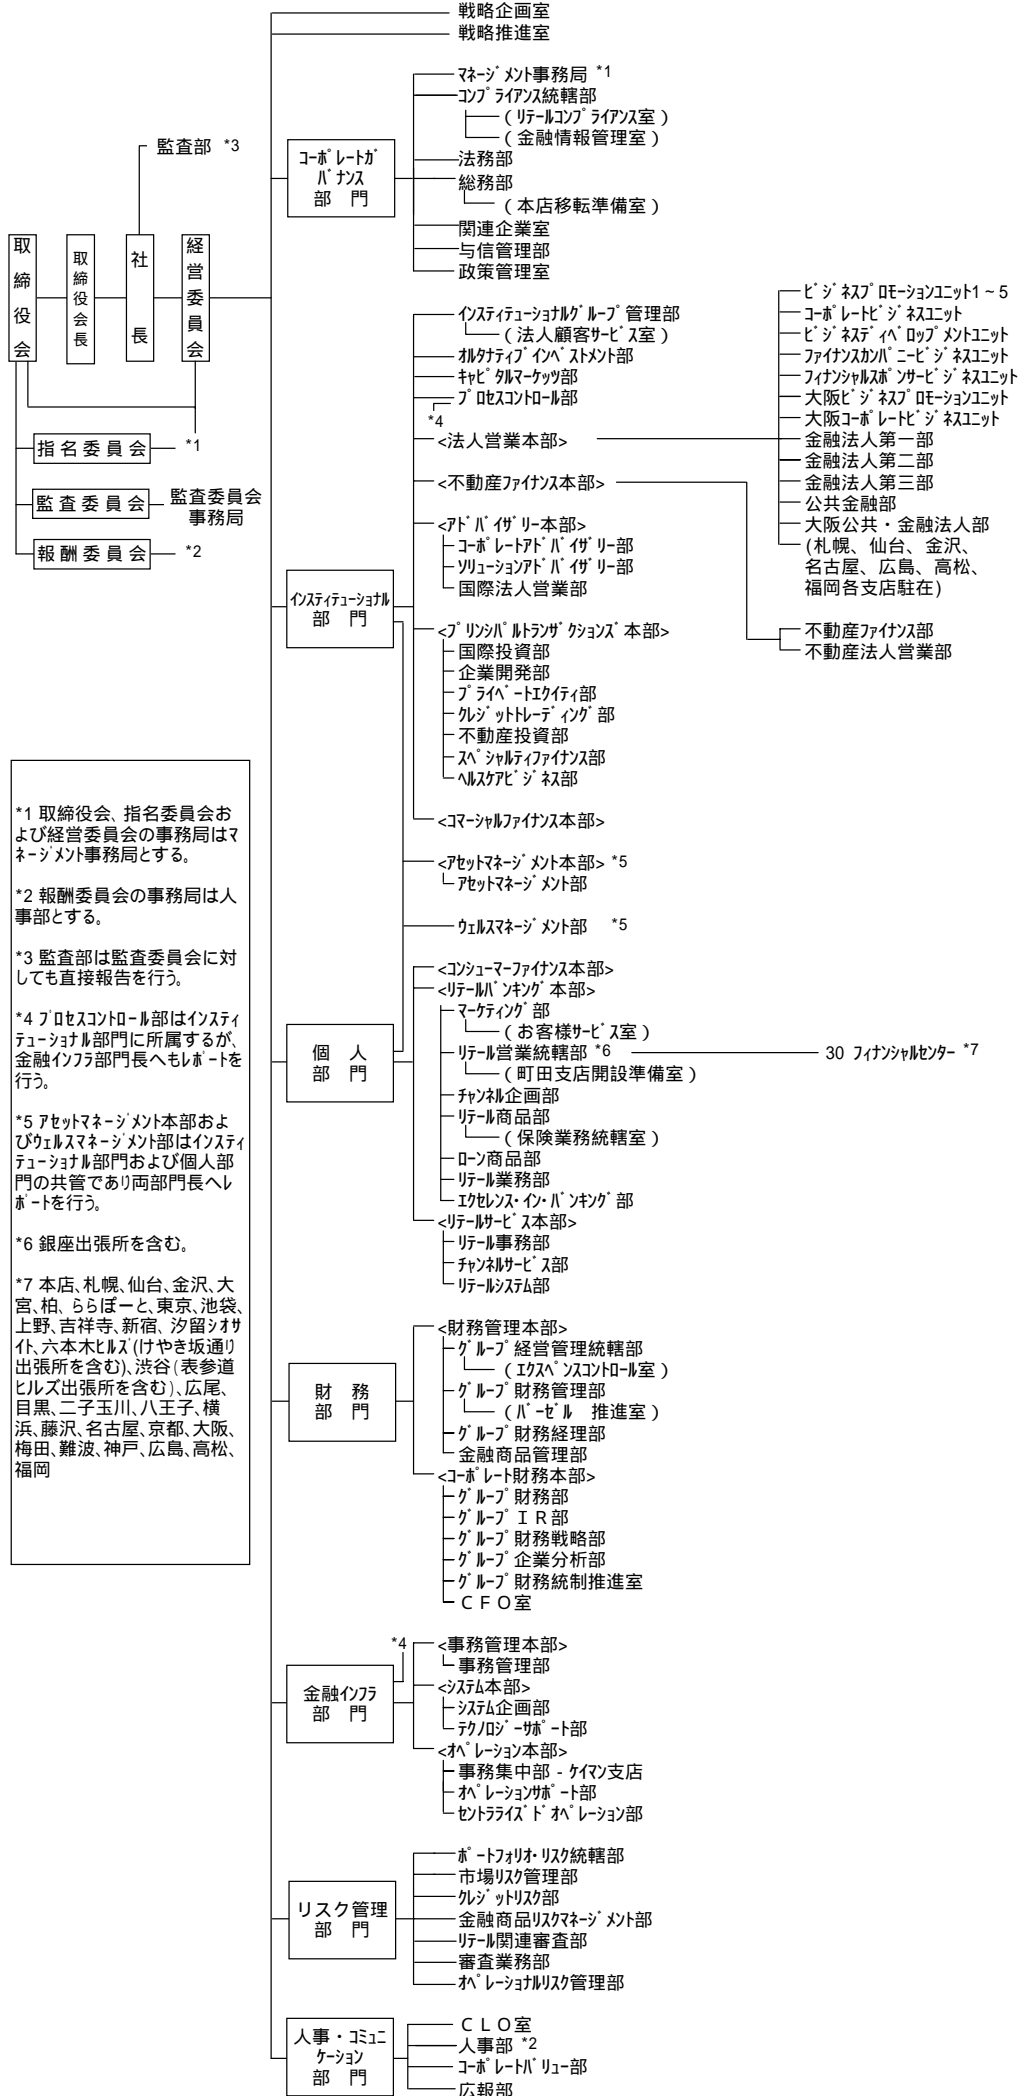 戦略企画室
戦略推進室
監査部 *3
取締役会
取締役会長
社長
経営委員会
指名委員会 *1
監査委員会 監査委員会
事務局
報酬委員会 *2
コーポレートガ
バナンス
部 門
マネージメント事務局 *1
コンプライアンス統轄部
(リテールコンプライアンス室)
(金融情報管理室)
法務部
総務部
(本店移転準備室)
関連企業室
与信管理部
政策管理室
インスティテューショナル
部 門
インスティテューショナルグループ管理部
(法人顧客サービス室)
オルタナティブインベストメント部
キャピタルマーケッツ部
プロセスコントロール部
*4
<法人営業本部>
ビジネスプロモーションユニット1~5
コーポレートビジネスユニット
ビジネスディベロップメントユニット
ファイナンスカンパニービジネスユニット
フィナンシャルスポンサービジネスユニット
大阪ビジネスプロモーションユニット
大阪コーポレートビジネスユニット
金融法人第一部
金融法人第二部
金融法人第三部
公共金融部
大阪公共・金融法人部
(札幌、仙台、金沢、
名古屋、広島、高松、
福岡各支店駐在)
<不動産ファイナンス本部>
不動産ファイナンス部
不動産法人営業部
<アドバイザリー本部>
コーポレートアドバイザリー部
ソリューションアドバイザリー部
国際法人営業部
<プリンシパルトランザクションズ本部>
国際投資部
企業開発部
プライベートエクイティ部
クレジットトレーディング部
不動産投資部
スペシャルティファイナンス部
ヘルスケアビジネス部
<コマーシャルファイナンス本部>
<アセットマネージメント本部> *5
アセットマネージメント部
ウェルスマネージメント部 *5
個 人
部 門
<コンシューマーファイナンス本部>
<リテールバンキング本部>
マーケティング部
(お客様サービス室)
リテール営業統轄部 *6
30 フィナンシャルセンター *7
(町田支店開設準備室)
チャンネル企画部
リテール商品部
(保険業務統轄室)
ローン商品部
リテール業務部
エクセレンス・イン・バンキング部
<リテールサービス本部>
リテール事務部
チャンネルサービス部
リテールシステム部
財 務
部 門
<財務管理本部>
グループ経営管理統轄部
(エクスペンスコントロール室)
グループ財務管理部
(バーゼル 推進室)
グループ財務経理部
金融商品管理部
<コーポレート財務本部>
グループ財務部
グループIR部
グループ財務戦略部
グループ企業分析部
グループ財務統制推進室
CFO室
金融インフラ
部 門
*4
<事務管理本部>
事務管理部
<システム本部>
システム企画部
テクノロジーサポート部
<オペレーション本部>
事務集中部 - ケイマン支店
オペレーションサポート部
セントラライズドオペレーション部
リスク管理
部 門
ポートフォリオ・リスク統轄部
市場リスク管理部
クレジットリスク部
金融商品リスクマネージメント部
リテール関連審査部
審査業務部
オペレーショナルリスク管理部
人事・コミュニ
ケーション
部 門
CLO室
人事部 *2
コーポレートバリュー部
広報部
*1 取締役会、指名委員会お
よび経営委員会の事務局はマ
ネージメント事務局とする。
*2 報酬委員会の事務局は人
事部とする。
*3 監査部は監査委員会に対
しても直接報告を行う。
*4 プロセスコントロール部はインスティ
テューショナル部門に所属するが、
金融インフラ部門長へもレポートを
行う。
*5 アセットマネージメント本部およ
びウェルスマネージメント部はインスティ
テューショナル部門および個人部
門の共管であり両部門長へレ
ポートを行う。
*6 銀座出張所を含む。
*7 本店、札幌、仙台、金沢、大
宮、柏、ららぽーと、東京、池袋、
上野、吉祥寺、新宿、汐留シオサ
イト、六本木ヒルズ(けやき坂通り
出張所を含む)、渋谷(表参道
ヒルズ出張所を含む)、広尾、
目黒、二子玉川、八王子、横
浜、藤沢、名古屋、京都、大阪、
梅田、難波、神戸、広島、高松、
福岡